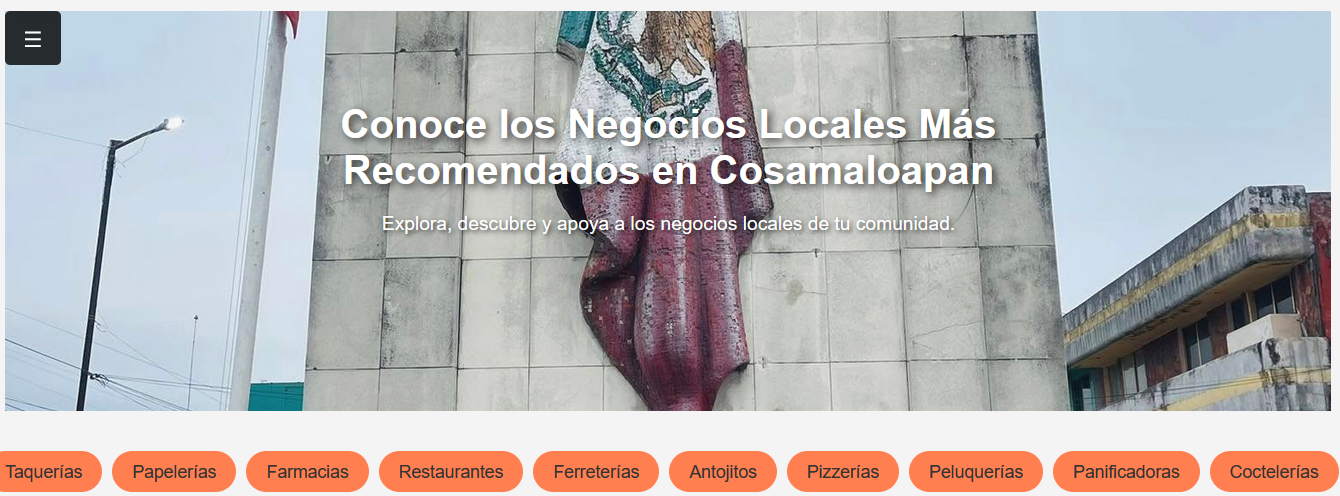 Conoce los Negocios Locales Más
Recomendados en Cosamaloapan
Explora, descubre y apoya a los negocios locales de tu comunidad.
Taquerías Papelerías Farmacias Restaurantes Ferreterías Antojitos Pizzerías Peluquerías Panificadoras Coctelerías